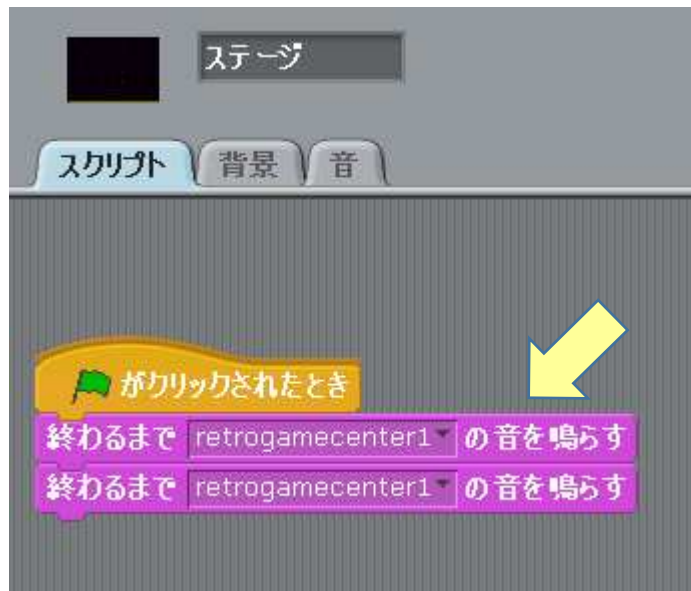 ステージ
スクリプト 背景 音
がクリックされたとき
終わるまで retrogamecenter1 の音を鳴らす
終わるまで retrogamecenter1 の音を鳴らす